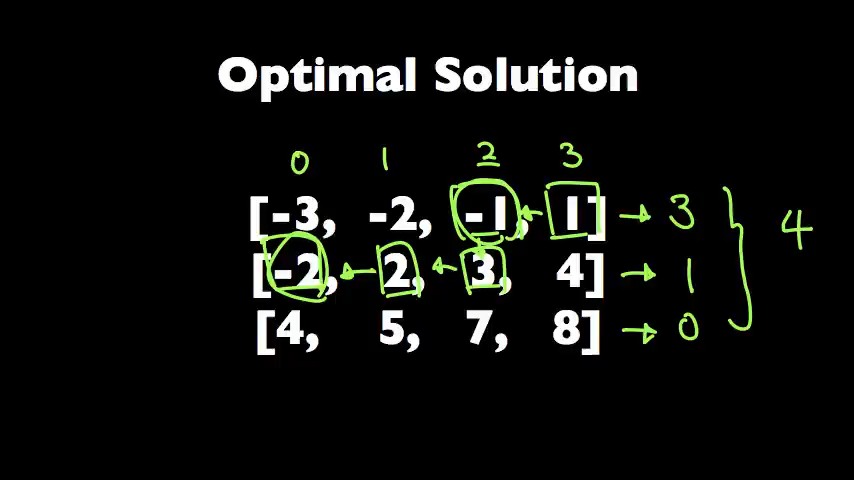 Optimal Solution
0 1 2 3
[-3, -2, -1, 1] → 3
[-2, 2, 3, 4] → 1
[4, 5, 7, 8] → 0
4